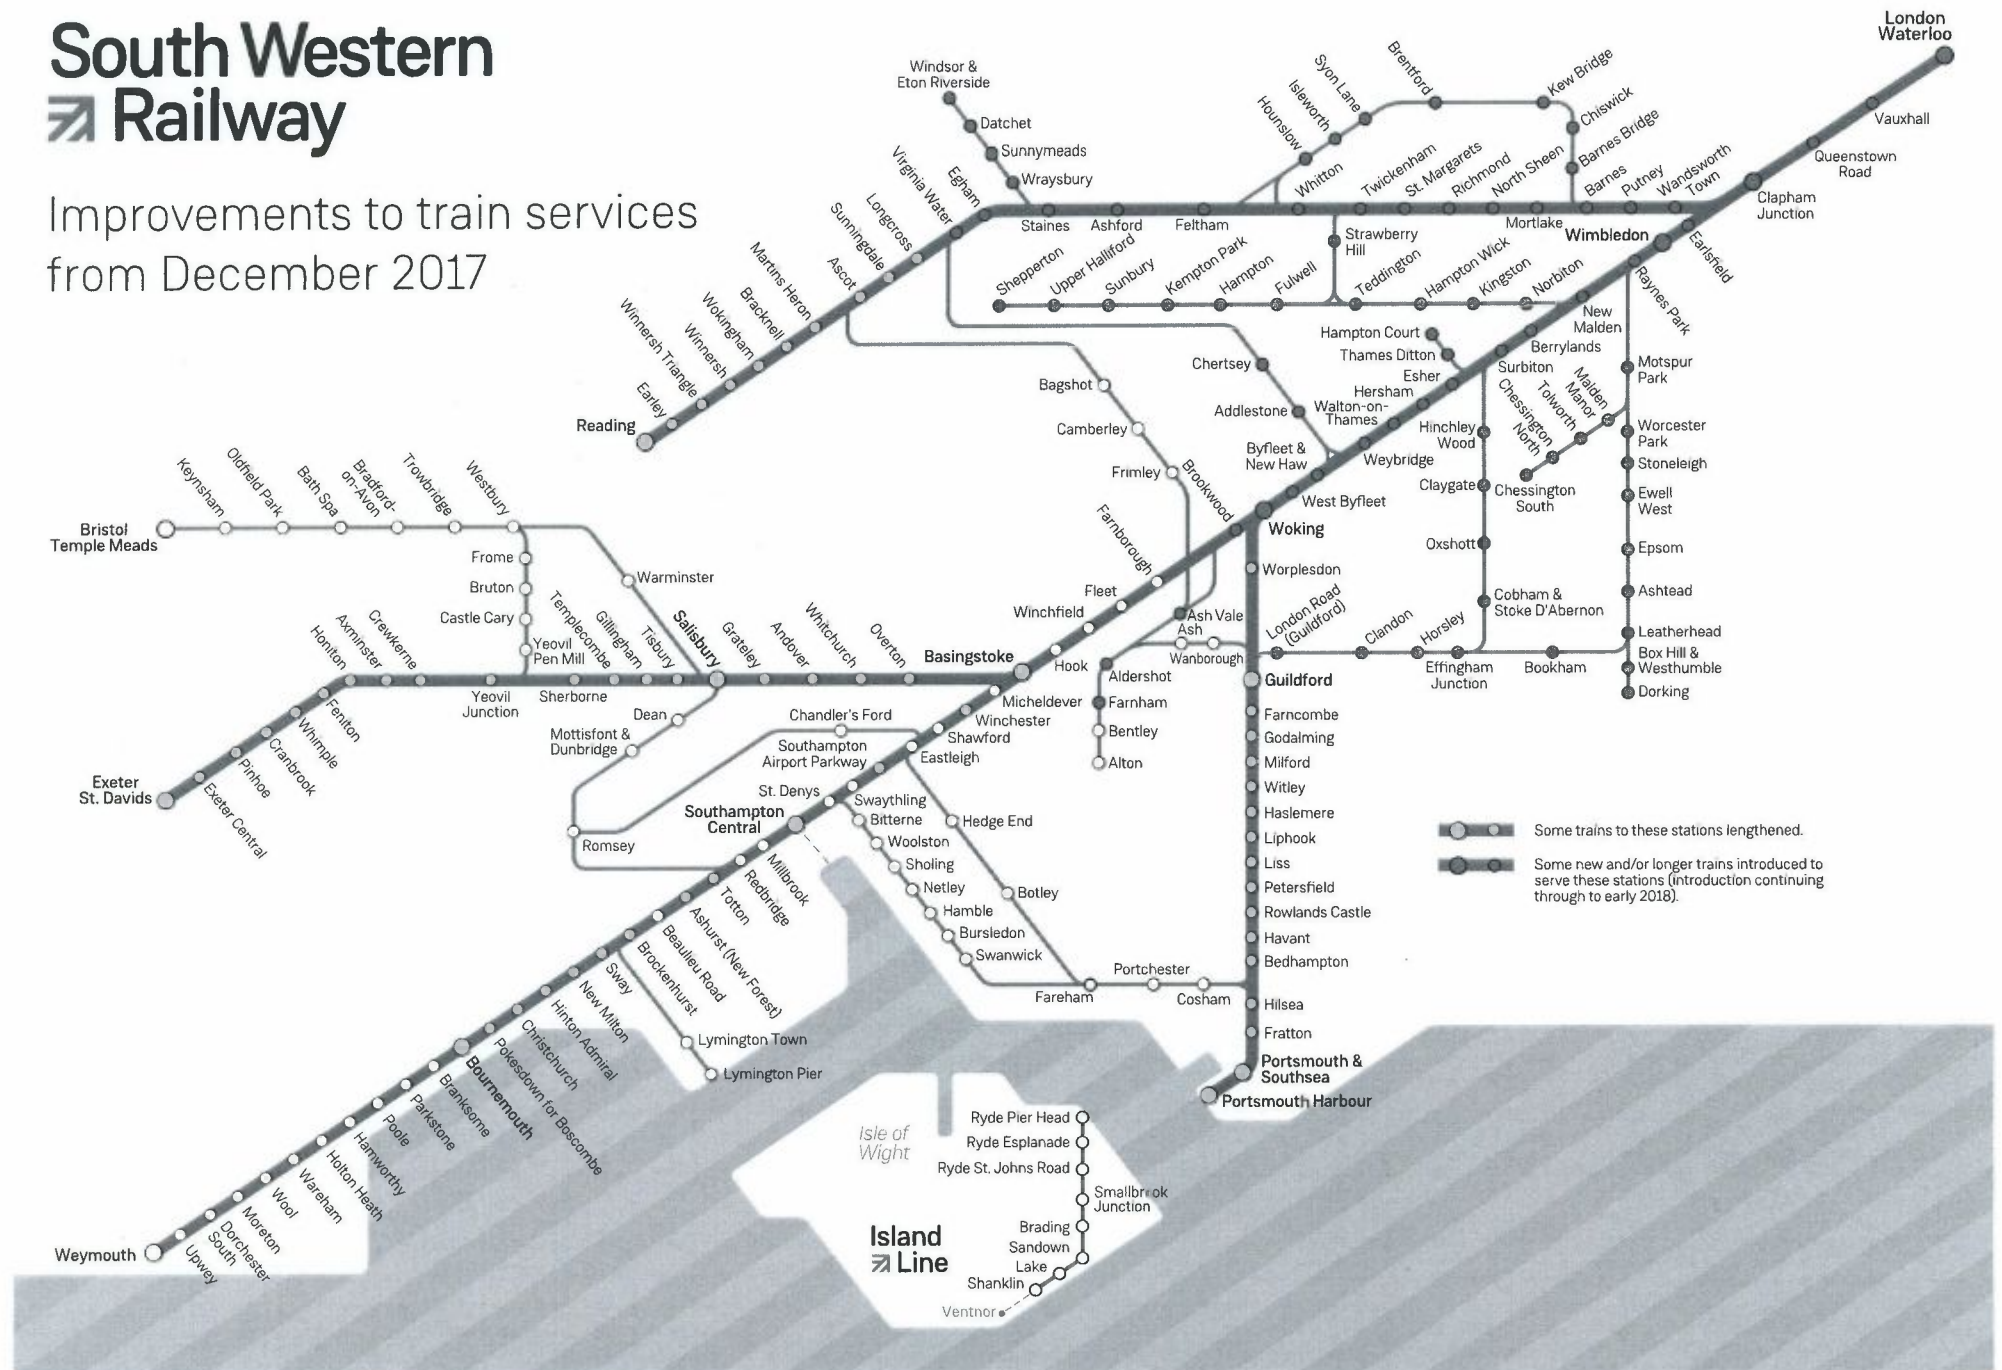 South Western
Railway
Improvements to train services
from December 2017
London
Waterloo
Vauxhall
Queenstown
Road
Clapham
Junction
Wandsworth
Town
Putney
Barnes
Barnes Bridge
Chiswick
Kew Bridge
Brentford
Syon Lane
Isleworth
Hounslow
Mortlake
North Sheen
Richmond
St. Margarets
Twickenham
Whitton
Feltham
Ashford
Staines
Windsor &
Eton Riverside
Datchet
Sunnymeads
Wraysbury
Egham
Virginia Water
Longcross
Sunningdale
Ascot
Martins Heron
Bracknell
Wokingham
Winnersh
Winnersh Triangle
Earley
Reading
Strawberry
Hill
Shepperton
Upper Halliford
Sunbury
Kempton Park
Hampton
Fulwell
Teddington
Hampton Wick
Kingston
Norbiton
Earlsfield
Wimbledon
Raynes Park
New
Malden
Berrylands
Surbiton
Hampton Court
Thames Ditton
Esher
Hersham
Walton-on-
Thames
Weybridge
Byfleet &
New Haw
West Byfleet
Woking
Chertsey
Addlestone
Bagshot
Camberley
Frimley
Motspur
Park
Malden
Manor
Tolworth
Chessington
North
Chessington
South
Worcester
Park
Stoneleigh
Ewell
West
Epsom
Ashtead
Leatherhead
Box Hill &
Westhumble
Dorking
Hinchley
Wood
Claygate
Oxshott
Cobham &
Stoke D'Abernon
Bookham
Effingham
Junction
Horsley
Clandon
London Road
(Guildford)
Brookwood
Farnborough
Fleet
Winchfield
Hook
Basingstoke
Ash Vale
Ash
Wanborough
Aldershot
Farnham
Bentley
Alton
Worplesdon
Guildford
Farncombe
Godalming
Milford
Witley
Haslemere
Liphook
Liss
Petersfield
Rowlands Castle
Havant
Bedhampton
Hilsea
Fratton
Portsmouth &
Southsea
Portsmouth Harbour
Bristol
Temple Meads
Keynsham
Oldfield Park
Bath Spa
Bradford-
on-Avon
Trowbridge
Westbury
Frome
Bruton
Castle Cary
Yeovil
Pen Mill
Warminster
Overton
Whitchurch
Andover
Grateley
Salisbury
Tisbury
Gillingham
Templecombe
Sherborne
Yeovil
Junction
Crewkerne
Axminster
Honiton
Feniton
Whimple
Cranbrook
Pinhoe
Exeter Central
Exeter
St. Davids
Dean
Mottisfont &
Dunbridge
Romsey
Chandler's Ford
Micheldever
Winchester
Shawford
Eastleigh
Southampton
Airport Parkway
Swaythling
St. Denys
Southampton
Central
Bitterne
Woolston
Sholing
Netley
Hamble
Bursledon
Swanwick
Hedge End
Botley
Fareham
Portchester
Cosham
Millbrook
Redbridge
Totton
Ashurst (New Forest)
Beaulieu Road
Brockenhurst
Lymington Town
Lymington Pier
Sway
New Milton
Hinton Admiral
Christchurch
Pokesdown for Boscombe
Bournemouth
Branksome
Parkstone
Poole
Hamworthy
Holton Heath
Wareham
Wool
Moreton
Dorchester
South
Upwey
Weymouth
Some trains to these stations lengthened.
Some new and/or longer trains introduced to
serve these stations (introduction continuing
through to early 2018).
Isle of
Wight
Ryde Pier Head
Ryde Esplanade
Ryde St. Johns Road
Smallbrook
Junction
Brading
Sandown
Lake
Shanklin
Ventnor
Island
Line